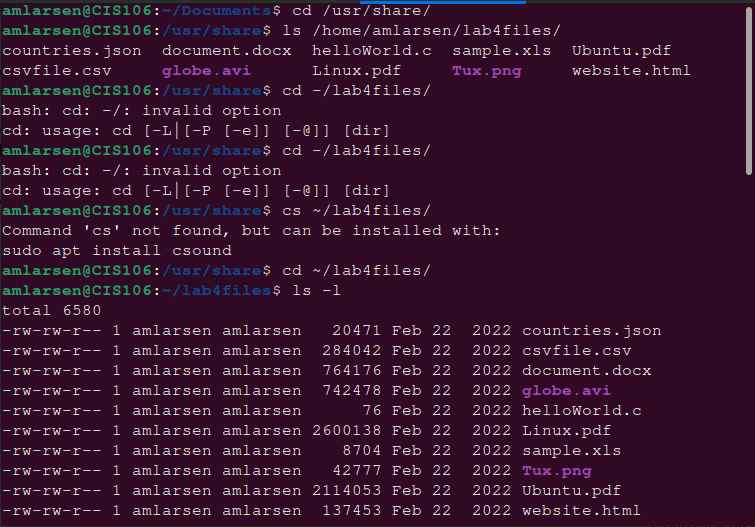 amlarsen@CIS106:~/Documents$ cd /usr/share/
amlarsen@CIS106:/usr/share$ ls /home/amlarsen/lab4files/
countries.json  document.docx  helloWorld.c  sample.xls  Ubuntu.pdf
csvfile.csv     globe.avi      Linux.pdf     Tux.png     website.html
amlarsen@CIS106:/usr/share$ cd -/lab4files/
bash: cd: -/: invalid option
cd: usage: cd [-L|[-P [-e]] [-@]] [dir]
amlarsen@CIS106:/usr/share$ cd -/lab4files/
bash: cd: -/: invalid option
cd: usage: cd [-L|[-P [-e]] [-@]] [dir]
amlarsen@CIS106:/usr/share$ cs ~/lab4files/
Command 'cs' not found, but can be installed with:
sudo apt install csound
amlarsen@CIS106:/usr/share$ cd ~/lab4files/
amlarsen@CIS106:~/lab4files$ ls -l
total 6580
-rw-rw-r-- 1 amlarsen amlarsen   20471 Feb 22  2022 countries.json
-rw-rw-r-- 1 amlarsen amlarsen  284042 Feb 22  2022 csvfile.csv
-rw-rw-r-- 1 amlarsen amlarsen  764176 Feb 22  2022 document.docx
-rw-rw-r-- 1 amlarsen amlarsen  742478 Feb 22  2022 globe.avi
-rw-rw-r-- 1 amlarsen amlarsen      76 Feb 22  2022 helloWorld.c
-rw-rw-r-- 1 amlarsen amlarsen 2600138 Feb 22  2022 Linux.pdf
-rw-rw-r-- 1 amlarsen amlarsen    8704 Feb 22  2022 sample.xls
-rw-rw-r-- 1 amlarsen amlarsen   42777 Feb 22  2022 Tux.png
-rw-rw-r-- 1 amlarsen amlarsen 2114053 Feb 22  2022 Ubuntu.pdf
-rw-rw-r-- 1 amlarsen amlarsen  137453 Feb 22  2022 website.html